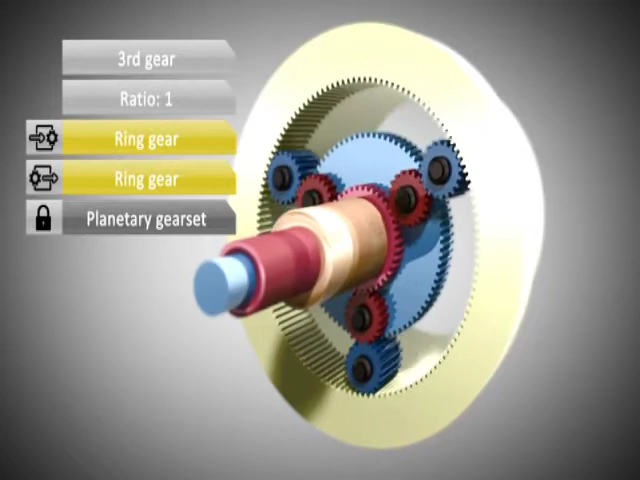 3rd gear
Ratio: 1
Ring gear
Ring gear
Planetary gearset